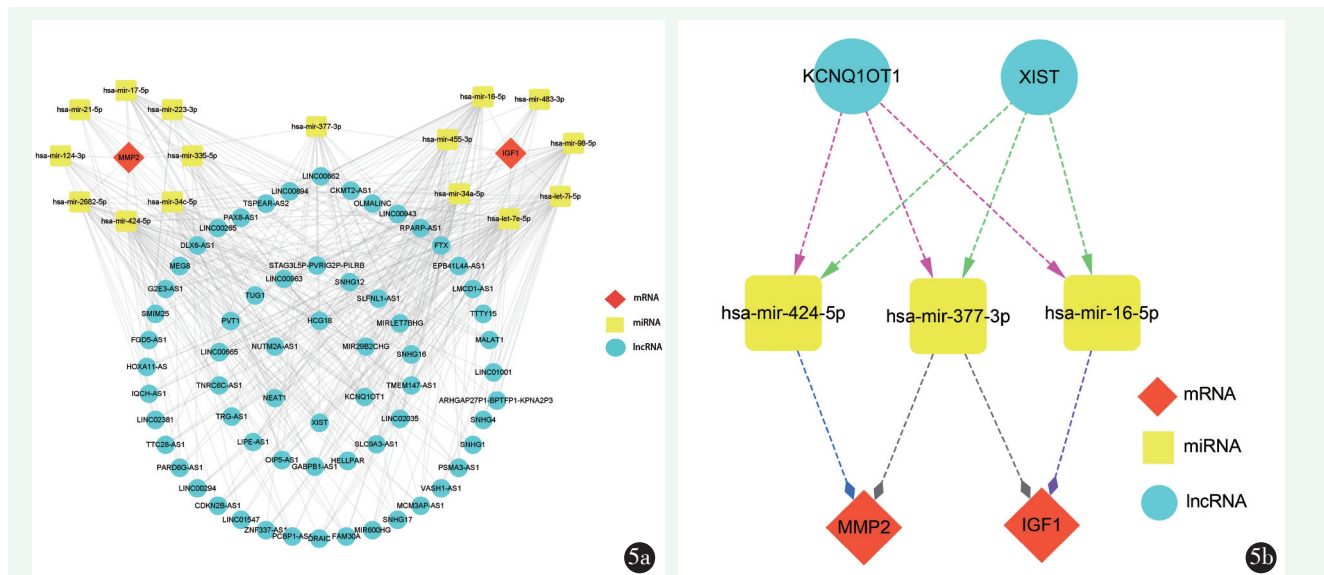 hsa-mir-17-5p
hsa-mir-21-5p
hsa-mir-223-3p
hsa-mir-124-3p
MMP2
hsa-mir-335-5p
hsa-mir-2682-5p
hsa-mir-34c-5p
hsa-mir-424-5p
hsa-mir-377-3p
hsa-mir-16-5p
hsa-mir-483-3p
hsa-mir-455-3p
IGF1
hsa-mir-98-5p
hsa-mir-34a-5p
hsa-let-7i-5p
hsa-let-7e-5p
LINC00662
LINC00894
CKMT2-AS1
TSPEAR-AS2
OLMALINC
PAX8-AS1
LINC00943
LINC00265
RPARP-AS1
DLX6-AS1
FTX
MEG8
EPB41L4A-AS1
G2E3-AS1
LMCD1-AS1
SMIM25
TTTY15
FGD5-AS1
MALAT1
HOXA11-AS
LINC01001
IQCH-AS1
ARHGAP27P1-BPTFP1-KPNA2P3
LINC02381
SNHG4
TTC28-AS1
SNHG1
PARD6G-AS1
PSMA3-AS1
LINC00294
VASH1-AS1
CDKN2B-AS1
MCM3AP-AS1
LINC01547
SNHG17
ZNF337-AS1
MIR600HG
PCBP1-AS1
FAM30A
DRAIC
STAG3L5P-PVRIG2P-PILRB
LINC00963
SNHG12
TUG1
SLFNL1-AS1
PVT1
HCG18
MIRLET7BHG
LINC00665
NUTM2A-AS1
MIR29B2CHG
SNHG16
TNRC6C-AS1
TMEM147-AS1
NEAT1
KCNQ1OT1
TRG-AS1
XIST
LINC02035
LIPE-AS1
SLC9A3-AS1
OIP5-AS1
HELLPAR
GABPB1-AS1
mRNA
miRNA
lncRNA
5a
KCNQ1OT1
XIST
hsa-mir-424-5p
hsa-mir-377-3p
hsa-mir-16-5p
MMP2
IGF1
mRNA
miRNA
lncRNA
5b